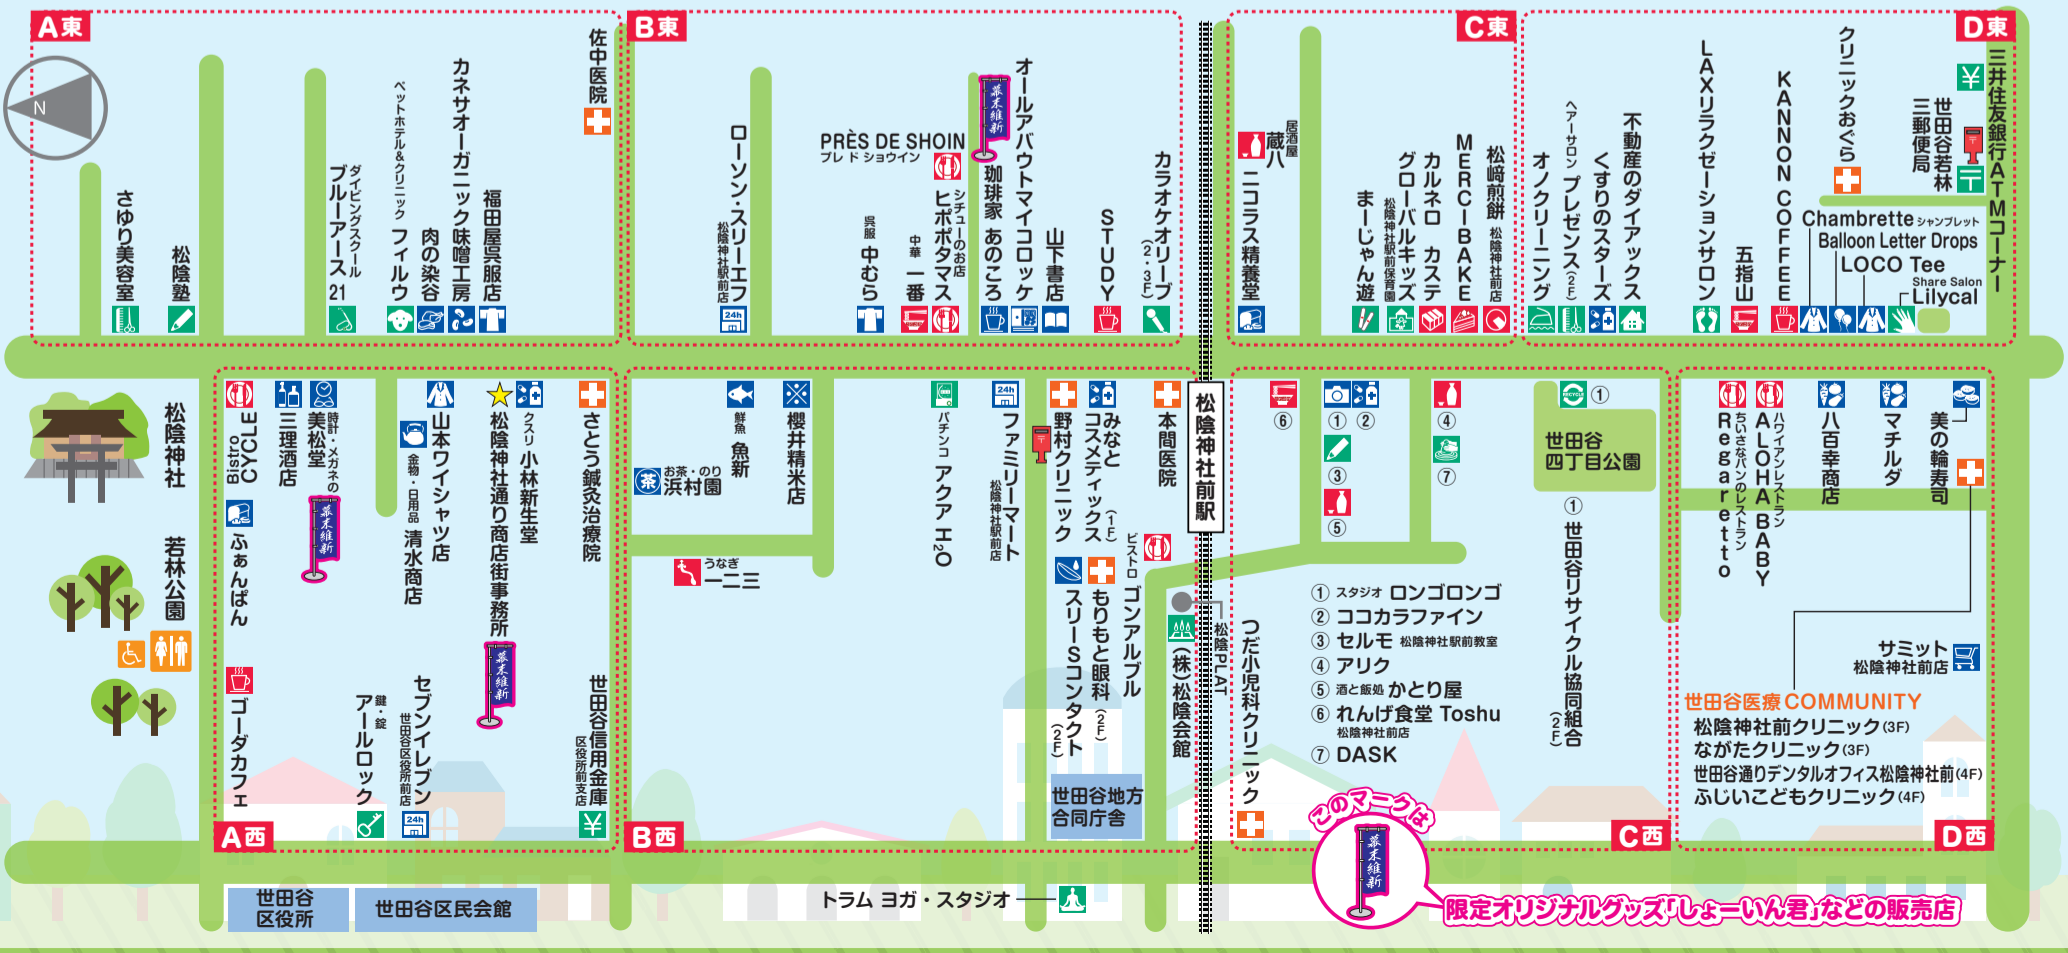 A東
N
さゆり美容室
松陰塾
ダイビングスクール
ブルーアース21
ペットホテル&クリニック フィルウ
肉の染谷
カネサオーガニック味噌工房
福田屋呉服店
佐中医院
B東
ローソン・スリーエフ
松陰神社駅前店
24h
PRÈS DE SHOIN
プレ ド ショウイン
呉服 中むら
中華 一番
シチューのお店
ヒポポタマス
幕末維新
珈琲家 あのころ
オールアバウトマイコロッケ
山下書店
STUDY
カラオケオリーブ
(2・3F)
C東
居酒屋
蔵八
ニコラス精養堂
まーじゃん遊
グローバルキッズ
松陰神社駅前保育園
カルネロ カステ
MERCI BAKE
松﨑煎餅 松陰神社前店
D東
オノクリーニング
ヘアーサロン プレゼンス(2F)
くすりのスターズ
不動産のダイアックス
LAXリラクゼーションサロン
五指山
KANNON COFFEE
クリニックおぐら
世田谷若林
三郵便局
三井住友銀行ATMコーナー
Chambrette シャンブレット
Balloon Letter Drops
LOCO Tee
Share Salon
Lilycal
松陰神社
若林公園
A西
Bistro
CYCLE
三理酒店
時計・メガネの
美松堂
幕末維新
ふぁんぱん
ゴーダカフェ
山本ワイシャツ店
金物・日用品 清水商店
松陰神社通り商店街事務所
幕末維新
クスリ 小林新生堂
さとう鍼灸治療院
鍵・錠
アールロック
セブンイレブン
世田谷区役所前店
24h
世田谷信用金庫
区役所前支店
世田谷
区役所
世田谷区民会館
B西
鮮魚 魚新
茶
お茶・のり
浜村園
櫻井精米店
うなぎ
一二三
パチンコ アクア H₂O
24h
ファミリーマート
松陰神社駅前店
野村クリニック
みなと
コスメティックス
(1F)
本間医院
ビストロ ゴンアルブル
もりもと眼科(2F)
スリーSコンタクト
(2F)
世田谷地方
合同庁舎
(株)松陰会館
松陰PLAT
松陰神社前駅
トラム ヨガ・スタジオ
C西
⑥
① ②
③
⑤
④
⑦
RECYCLE
①
世田谷
四丁目公園
① 世田谷リサイクル協同組合
(2F)
つだ小児科クリニック
① スタジオ ロンゴロンゴ
② ココカラファイン
③ セルモ 松陰神社駅前教室
④ アリク
⑤ 酒と飯処 かとり屋
⑥ れんげ食堂 Toshu
松陰神社前店
⑦ DASK
D西
ちいさなパンのレストラン
Regaretto
ハワイアンレストラン
ALOHA BABY
八百幸商店
マチルダ
美の輪寿司
サミット
松陰神社前店
世田谷医療 COMMUNITY
松陰神社前クリニック(3F)
ながたクリニック(3F)
世田谷通りデンタルオフィス松陰神社前(4F)
ふじいこどもクリニック(4F)
このマークは
幕末維新
限定オリジナルグッズ「しょーいん君」などの販売店